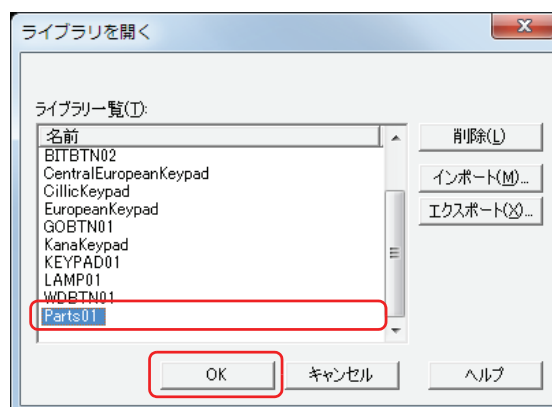 ライブラリを開く
ライブラリ一覧(T):
名前
BITBTN02
CentralEuropeanKeypad
CillicKeypad
EuropeanKeypad
GOBTN01
KanaKeypad
KEYPAD01
LAMP01
WDBTN01
Parts01
削除(L)
インポート(M)...
エクスポート(X)...
OK
キャンセル
ヘルプ